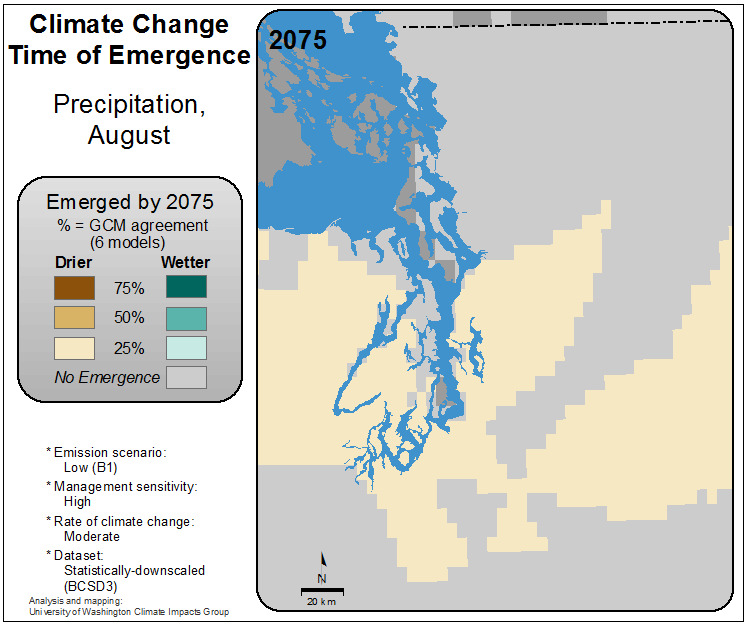 Climate Change
Time of Emergence
Precipitation,
August
Emerged by 2075
% = GCM agreement
(6 models)
Drier Wetter
75%
50%
25%
No Emergence
* Emission scenario:
Low (B1)
* Management sensitivity:
High
* Rate of climate change:
Moderate
* Dataset:
Statistically-downscaled
(BCSD3)
Analysis and mapping:
University of Washington Climate Impacts Group
2075
N
20 km